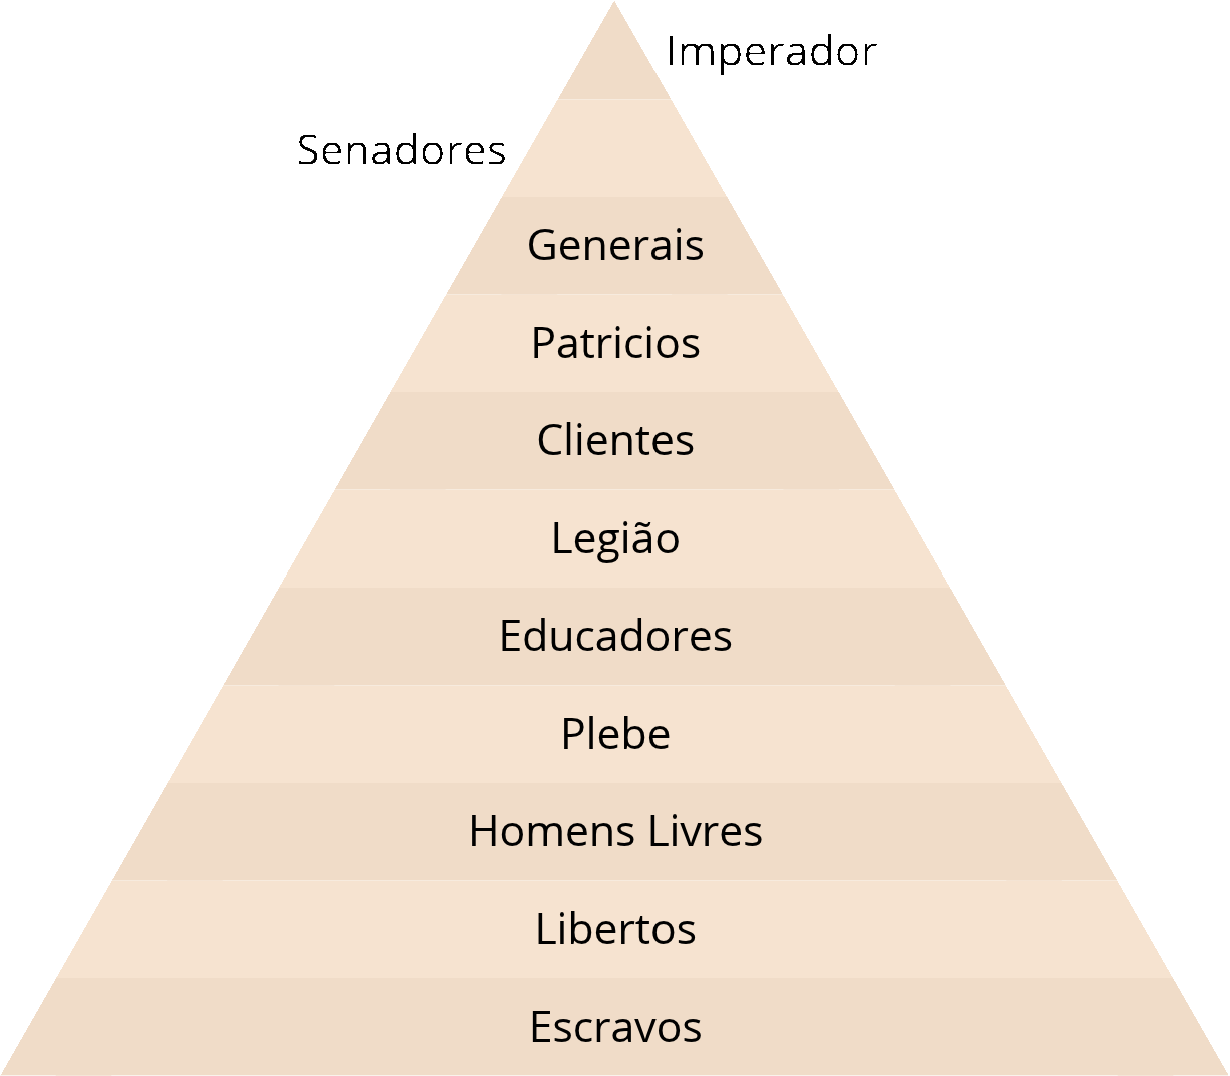 Imperador
Senadores
Generais
Patricios
Clientes
Legião
Educadores
Plebe
Homens Livres
Libertos
Escravos